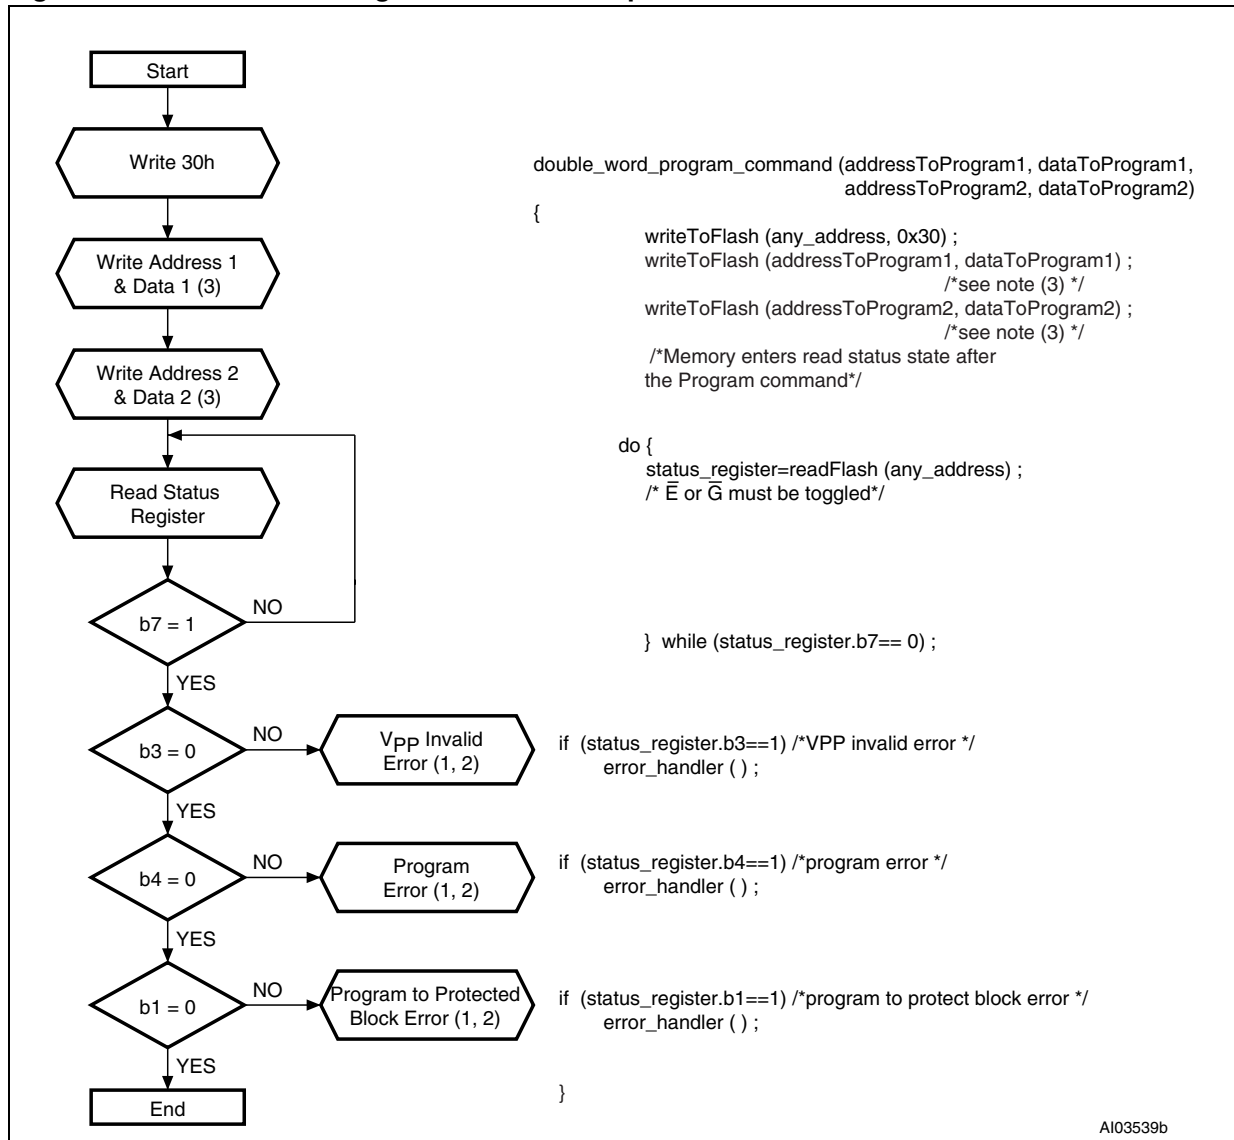 Start
Write 30h
Write Address 1
& Data 1 (3)
Write Address 2
& Data 2 (3)
Read Status
Register
b7 = 1
NO
YES
b3 = 0
NO
VPP Invalid
Error (1, 2)
YES
b4 = 0
NO
Program
Error (1, 2)
YES
b1 = 0
NO
Program to Protected
Block Error (1, 2)
YES
End
double_word_program_command (addressToProgram1, dataToProgram1,
addressToProgram2, dataToProgram2)
{
writeToFlash (any_address, 0x30) ;
writeToFlash (addressToProgram1, dataToProgram1) ;
/*see note (3) */
writeToFlash (addressToProgram2, dataToProgram2) ;
/*see note (3) */
/*Memory enters read status state after
the Program command*/
do {
status_register=readFlash (any_address) ;
/* E̅ or G̅ must be toggled*/
} while (status_register.b7== 0) ;
if (status_register.b3==1) /*VPP invalid error */
error_handler ( ) ;
if (status_register.b4==1) /*program error */
error_handler ( ) ;
if (status_register.b1==1) /*program to protect block error */
error_handler ( ) ;
}
AI03539b